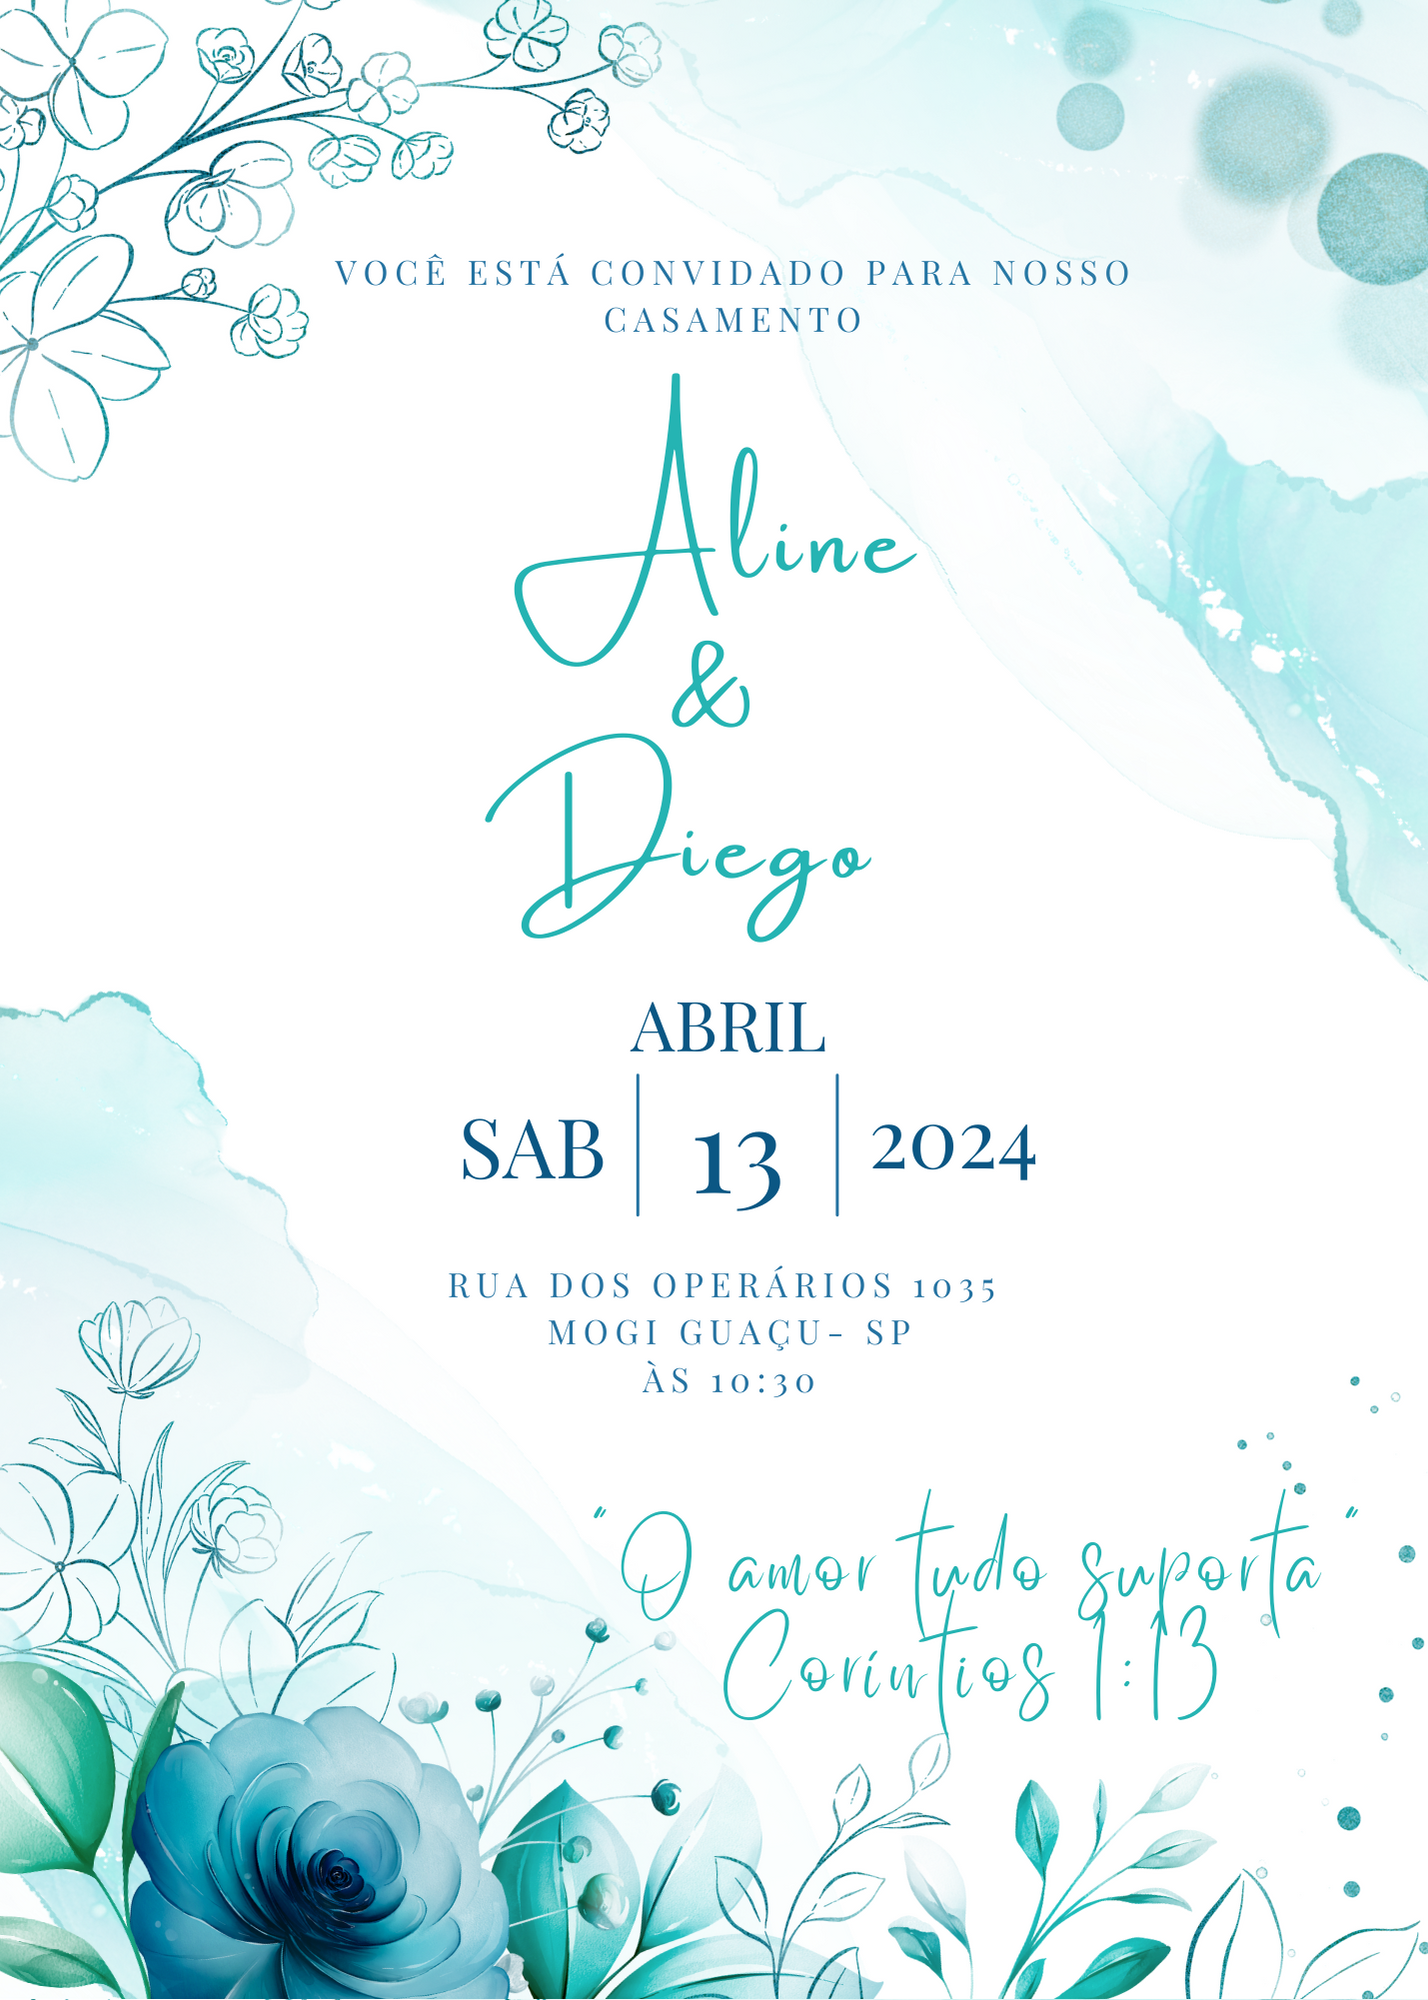 VOCÊ ESTÁ CONVIDADO PARA NOSSO
CASAMENTO
Aline
&
Diego
ABRIL
SAB 13 2024
RUA DOS OPERÁRIOS 1035
MOGI GUAÇU- SP
ÀS 10:30
"O amor tudo suporta"
Coríntios 1:13